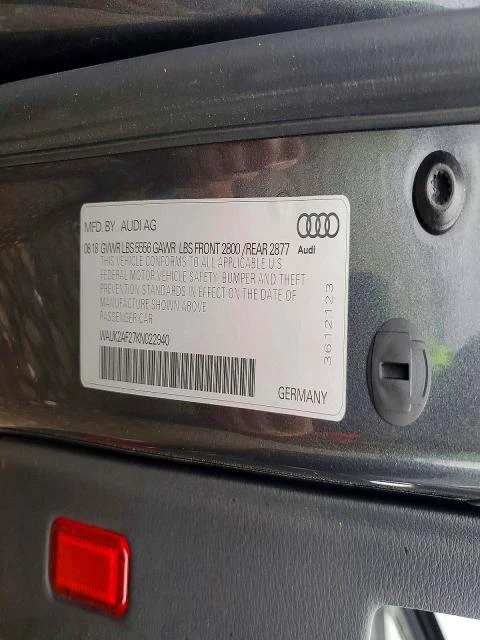 MFD. BY AUDI AG
08.18 GVWR LBS 5556 GAWR LBS FRONT 2800 / REAR 2877
Audi
THIS VEHICLE CONFORMS TO ALL APPLICABLE U.S.
FEDERAL MOTOR VEHICLE SAFETY, BUMPER AND THEFT
PREVENTION STANDARDS IN EFFECT ON THE DATE OF
MANUFACTURE SHOWN ABOVE
PASSENGER CAR
WAUK2AF27KN022940
3612123
GERMANY